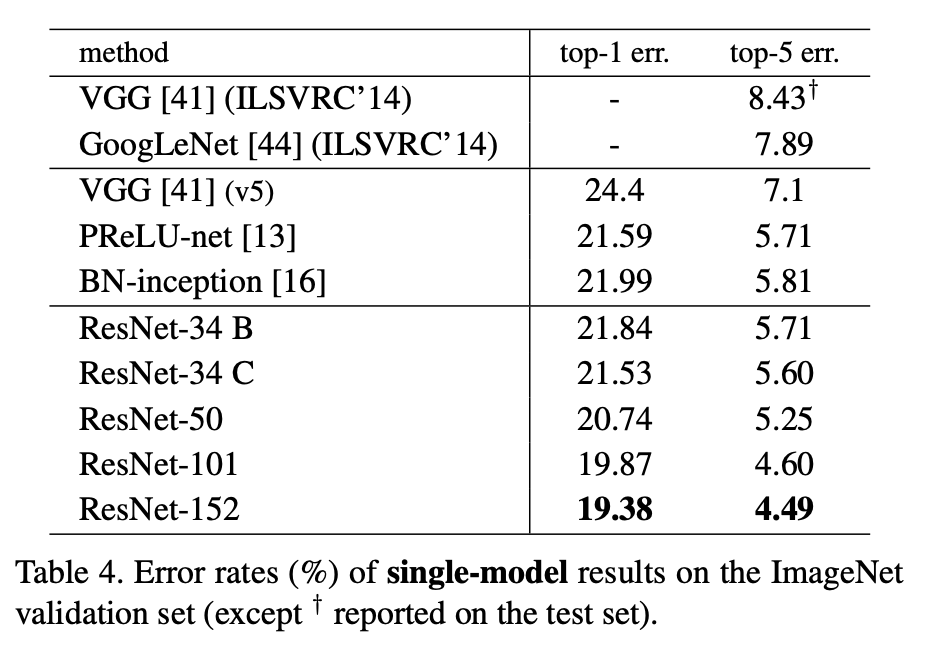 method top-1 err. top-5 err.
VGG [41] (ILSVRC’14) - 8.43†
GoogLeNet [44] (ILSVRC’14) - 7.89
VGG [41] (v5) 24.4 7.1
PReLU-net [13] 21.59 5.71
BN-inception [16] 21.99 5.81
ResNet-34 B 21.84 5.71
ResNet-34 C 21.53 5.60
ResNet-50 20.74 5.25
ResNet-101 19.87 4.60
ResNet-152 19.38 4.49
Table 4. Error rates (%) of single-model results on the ImageNet
validation set (except † reported on the test set).